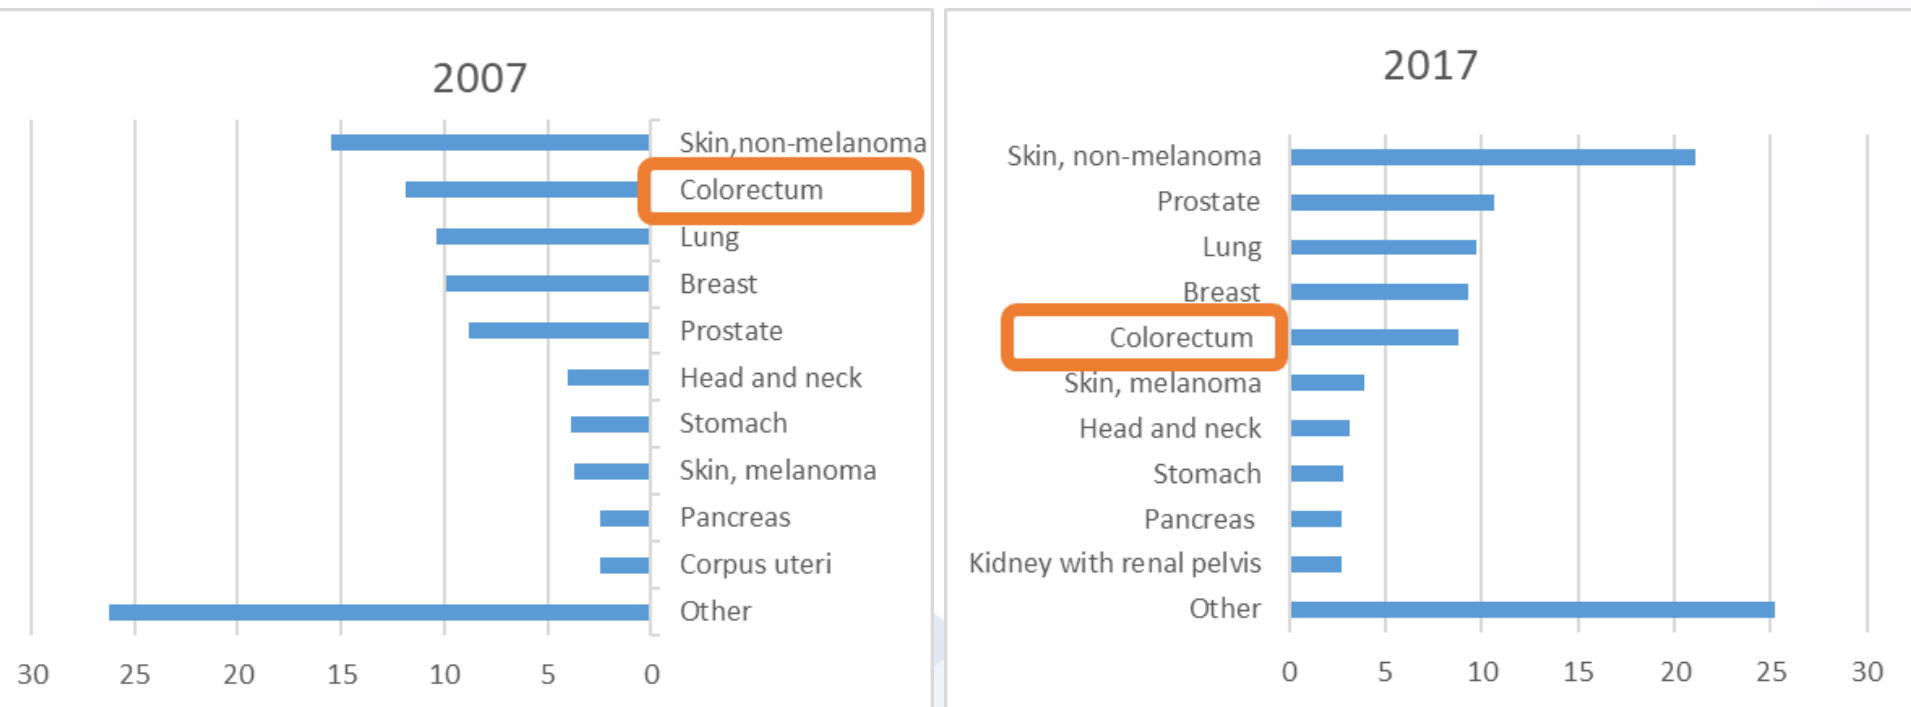 2007
Skin,non-melanoma
Colorectum
Lung
Breast
Prostate
Head and neck
Stomach
Skin, melanoma
Pancreas
Corpus uteri
Other
30 25 20 15 10 5 0
2017
Skin, non-melanoma
Prostate
Lung
Breast
Colorectum
Skin, melanoma
Head and neck
Stomach
Pancreas
Kidney with renal pelvis
Other
0 5 10 15 20 25 30